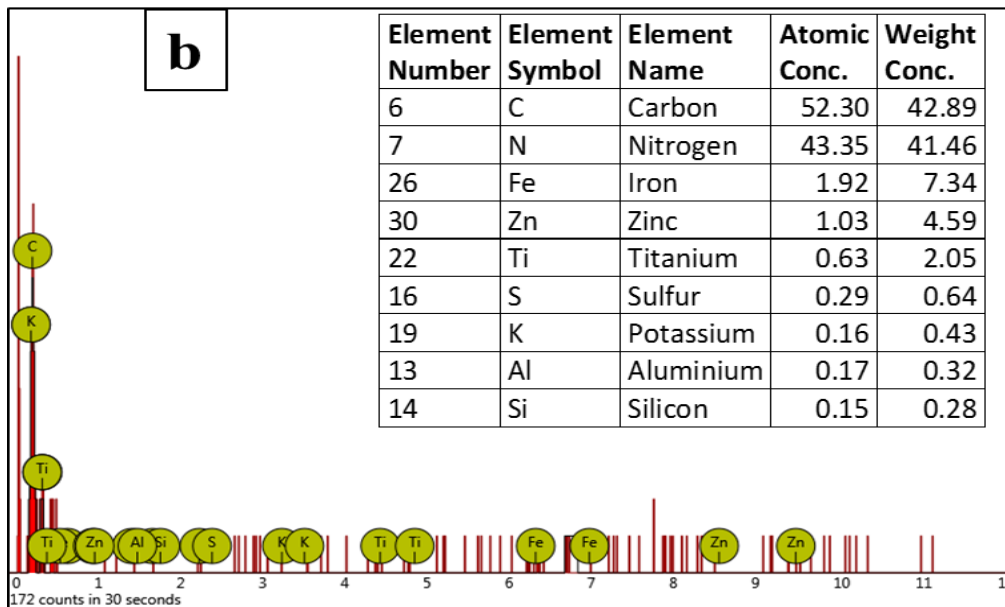 b
Element Number Element Symbol Element Name Atomic Conc. Weight Conc.
6 C Carbon 52.30 42.89
7 N Nitrogen 43.35 41.46
26 Fe Iron 1.92 7.34
30 Zn Zinc 1.03 4.59
22 Ti Titanium 0.63 2.05
16 S Sulfur 0.29 0.64
19 K Potassium 0.16 0.43
13 Al Aluminium 0.17 0.32
14 Si Silicon 0.15 0.28
C
K
Ti
Ti Zn Al Si S K K Ti Ti Fe Fe Zn Zn
0 1 2 3 4 5 6 7 8 9 10 11
172 counts in 30 seconds